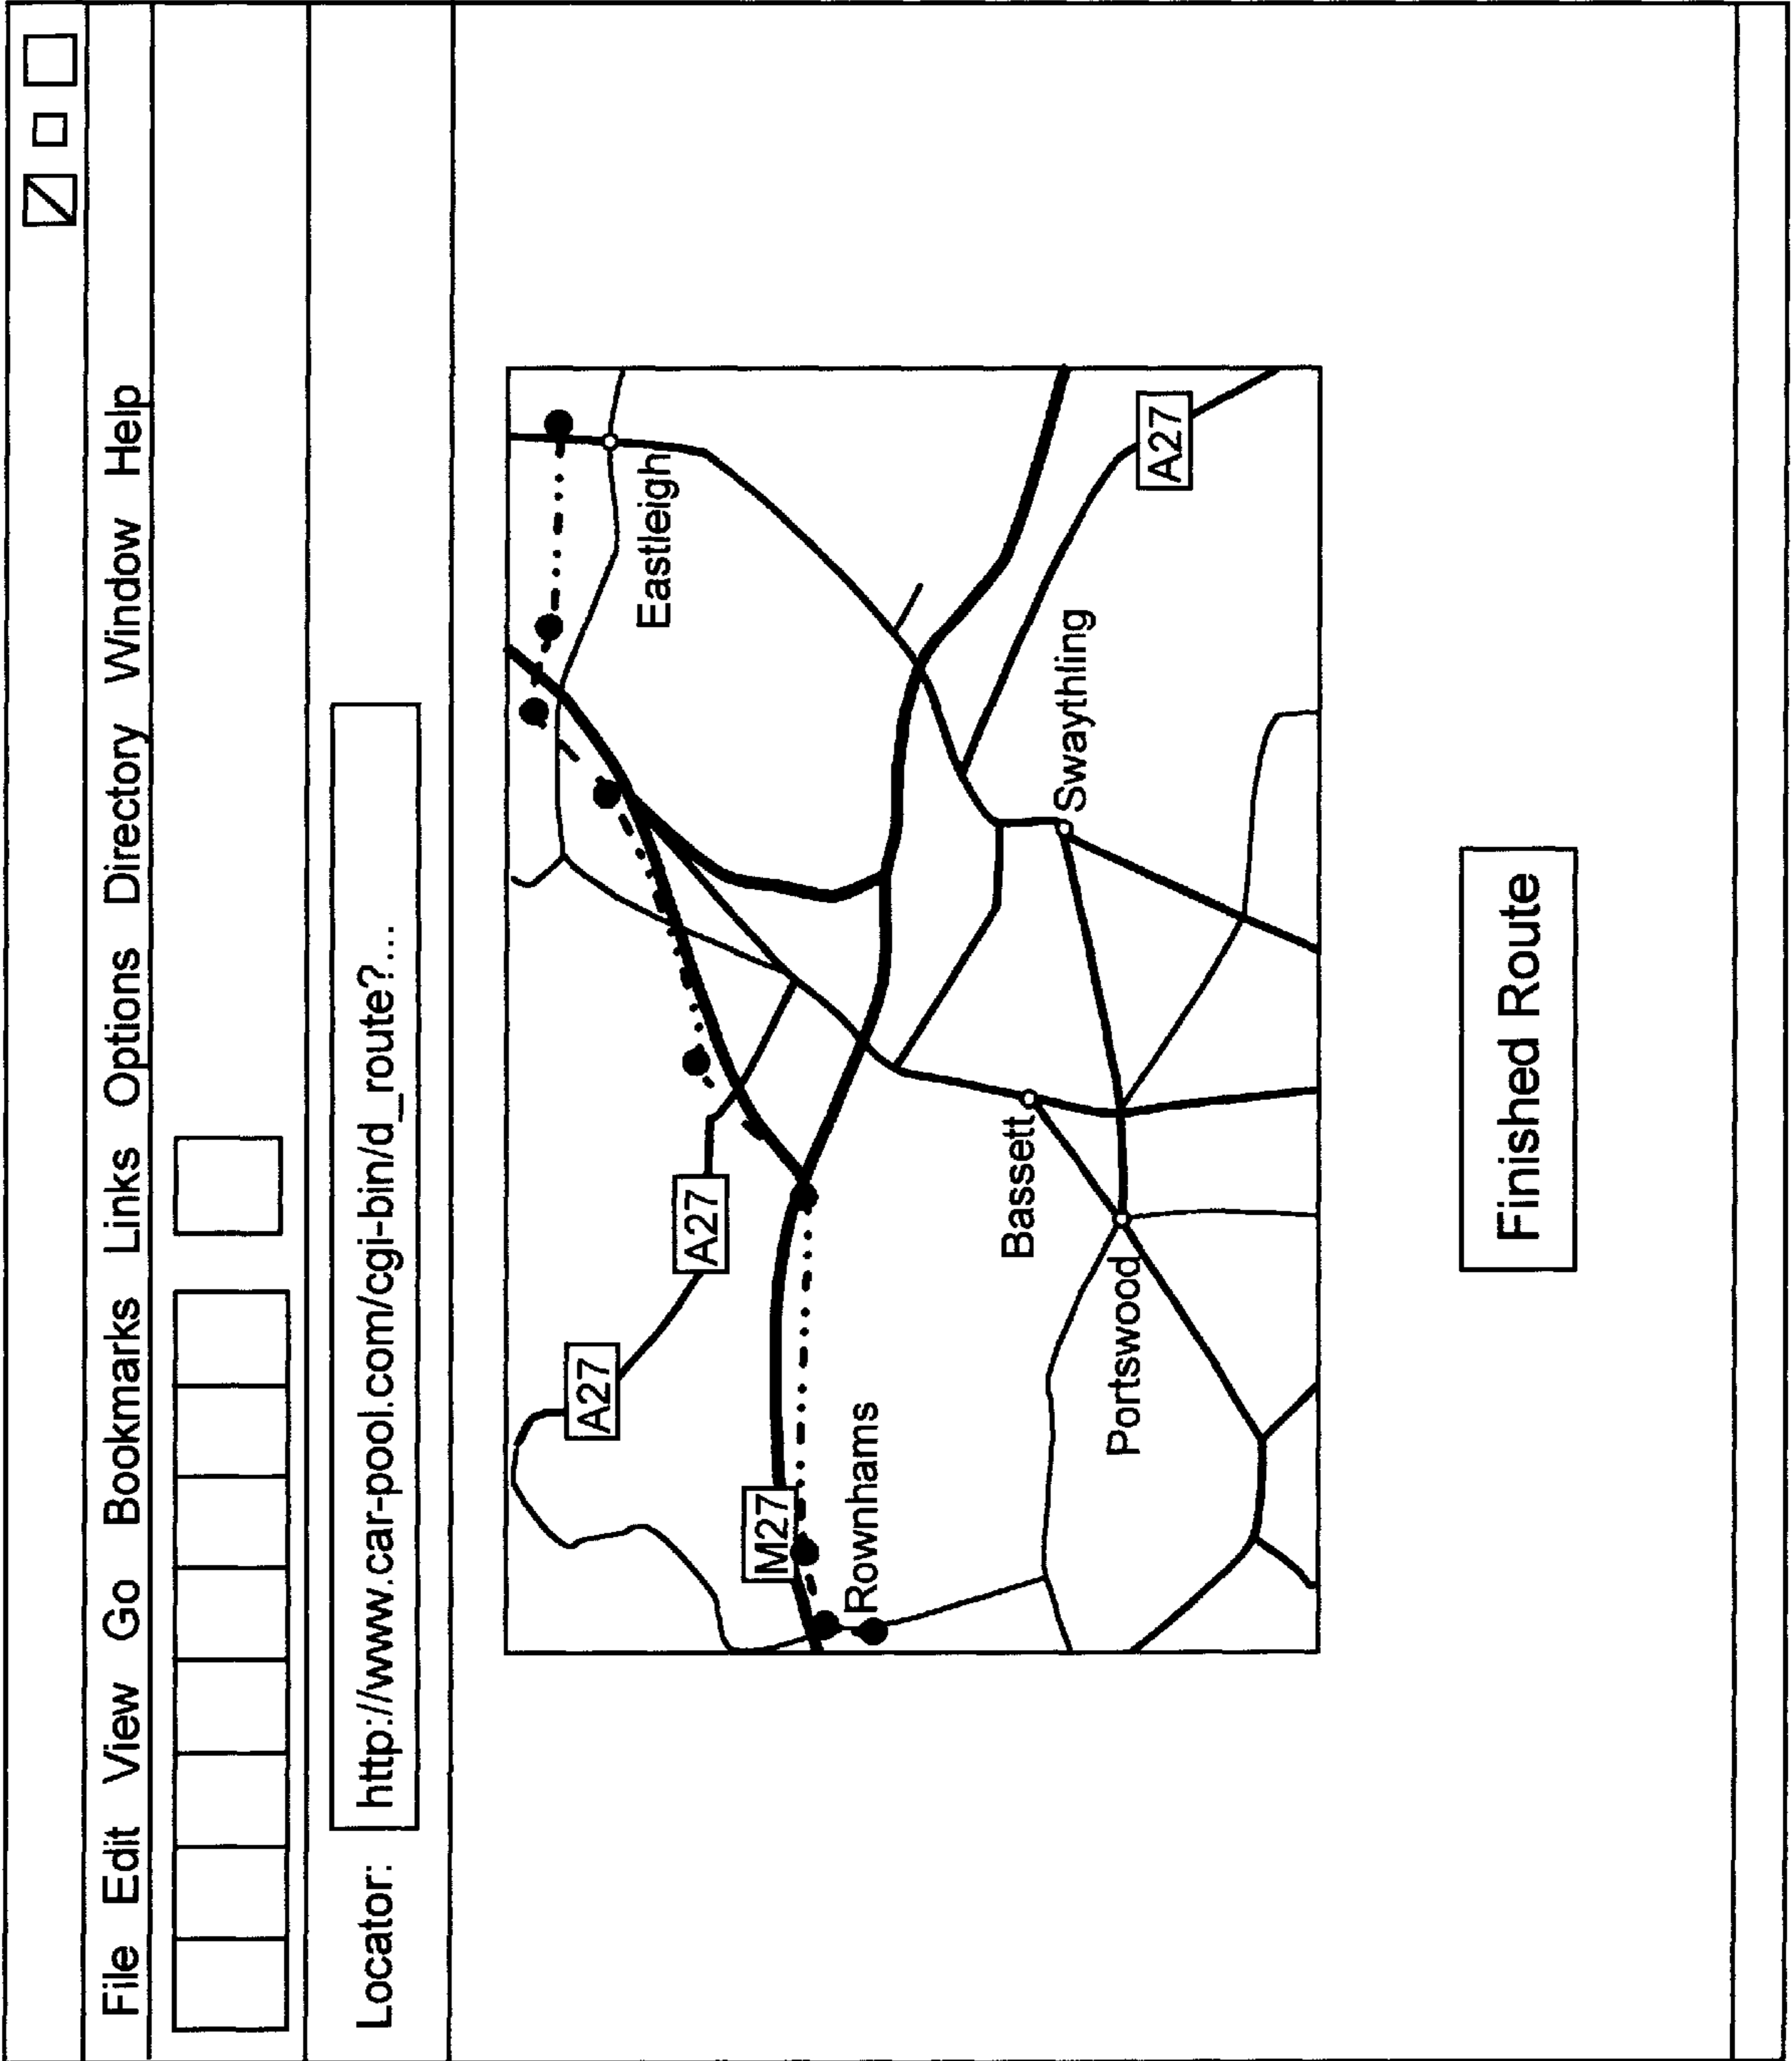 File Edit View Go Bookmarks Links Options Directory Window Help
Locator: http://www.car-pool.com/cgi-bin/d_route?...
A27
A27
M27
Rownhams
Eastleigh
A27
Swaythling
Bassett
Portswood
Finished Route